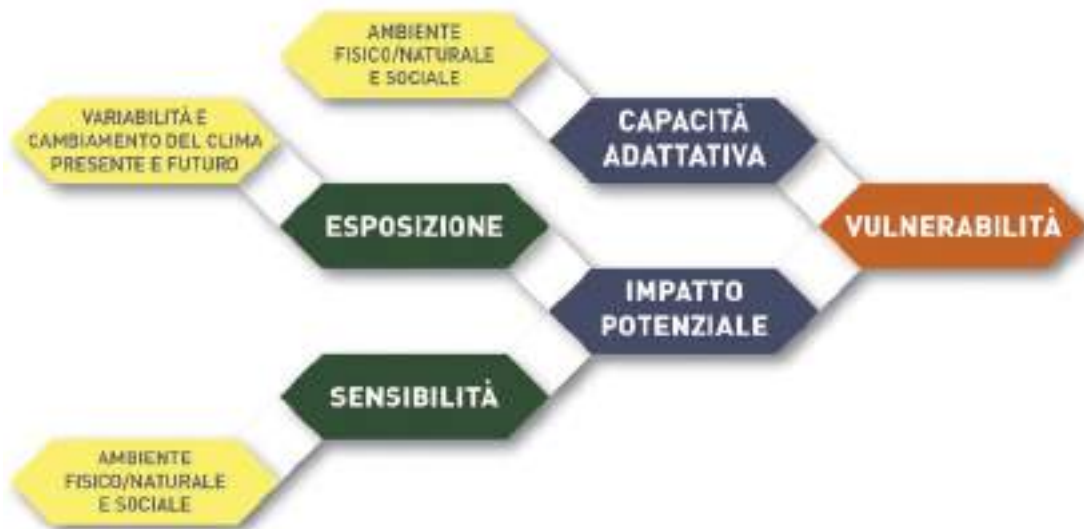 AMBIENTE
FISICO/NATURALE
E SOCIALE
VARIABILITÀ E
CAMBIAMENTO DEL CLIMA
PRESENTE E FUTURO
CAPACITÀ
ADATTATIVA
ESPOSIZIONE
VULNERABILITÀ
IMPATTO
POTENZIALE
SENSIBILITÀ
AMBIENTE
FISICO/NATURALE
E SOCIALE